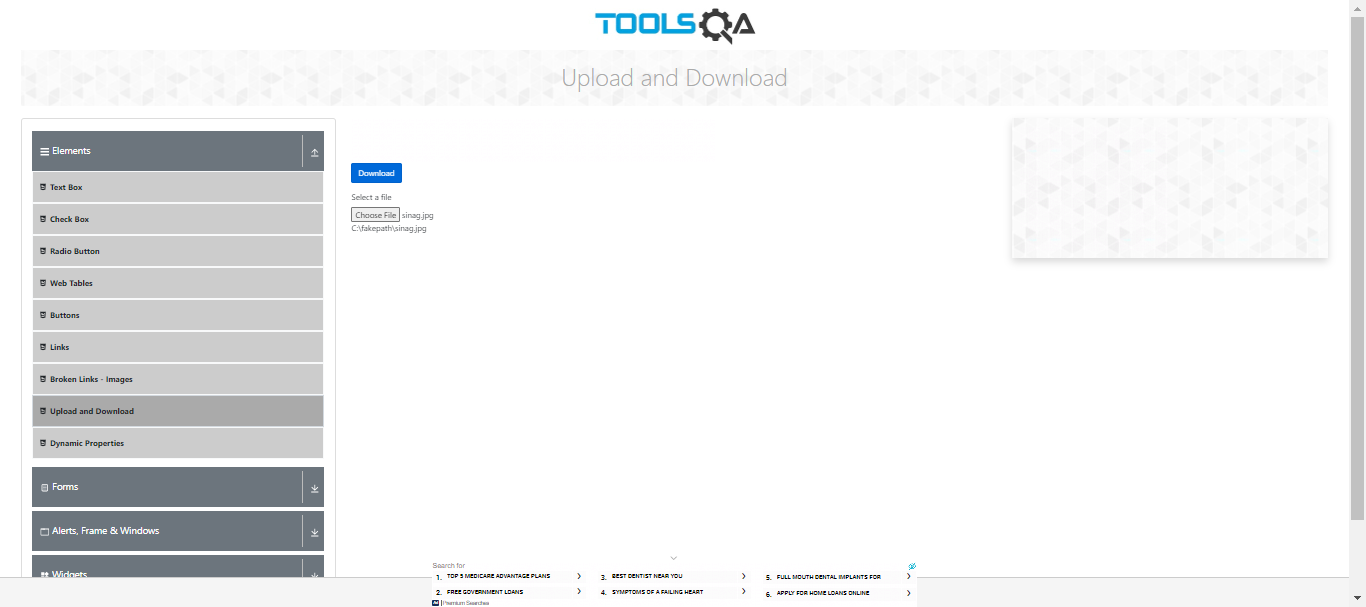 TOOLSQA
Upload and Download
Elements
Text Box
Check Box
Radio Button
Web Tables
Buttons
Links
Broken Links - Images
Upload and Download
Dynamic Properties
Forms
Alerts, Frame & Windows
Widgets
Download
Select a file
Choose File sinag.jpg
C:\fakepath\sinag.jpg
Search for
1. TOP 5 MEDICARE ADVANTAGE PLANS
2. FREE GOVERNMENT LOANS
3. BEST DENTIST NEAR YOU
4. SYMPTOMS OF A FAILING HEART
5. FULL MOUTH DENTAL IMPLANTS FOR
6. APPLY FOR HOME LOANS ONLINE
Ad | Premium Searches